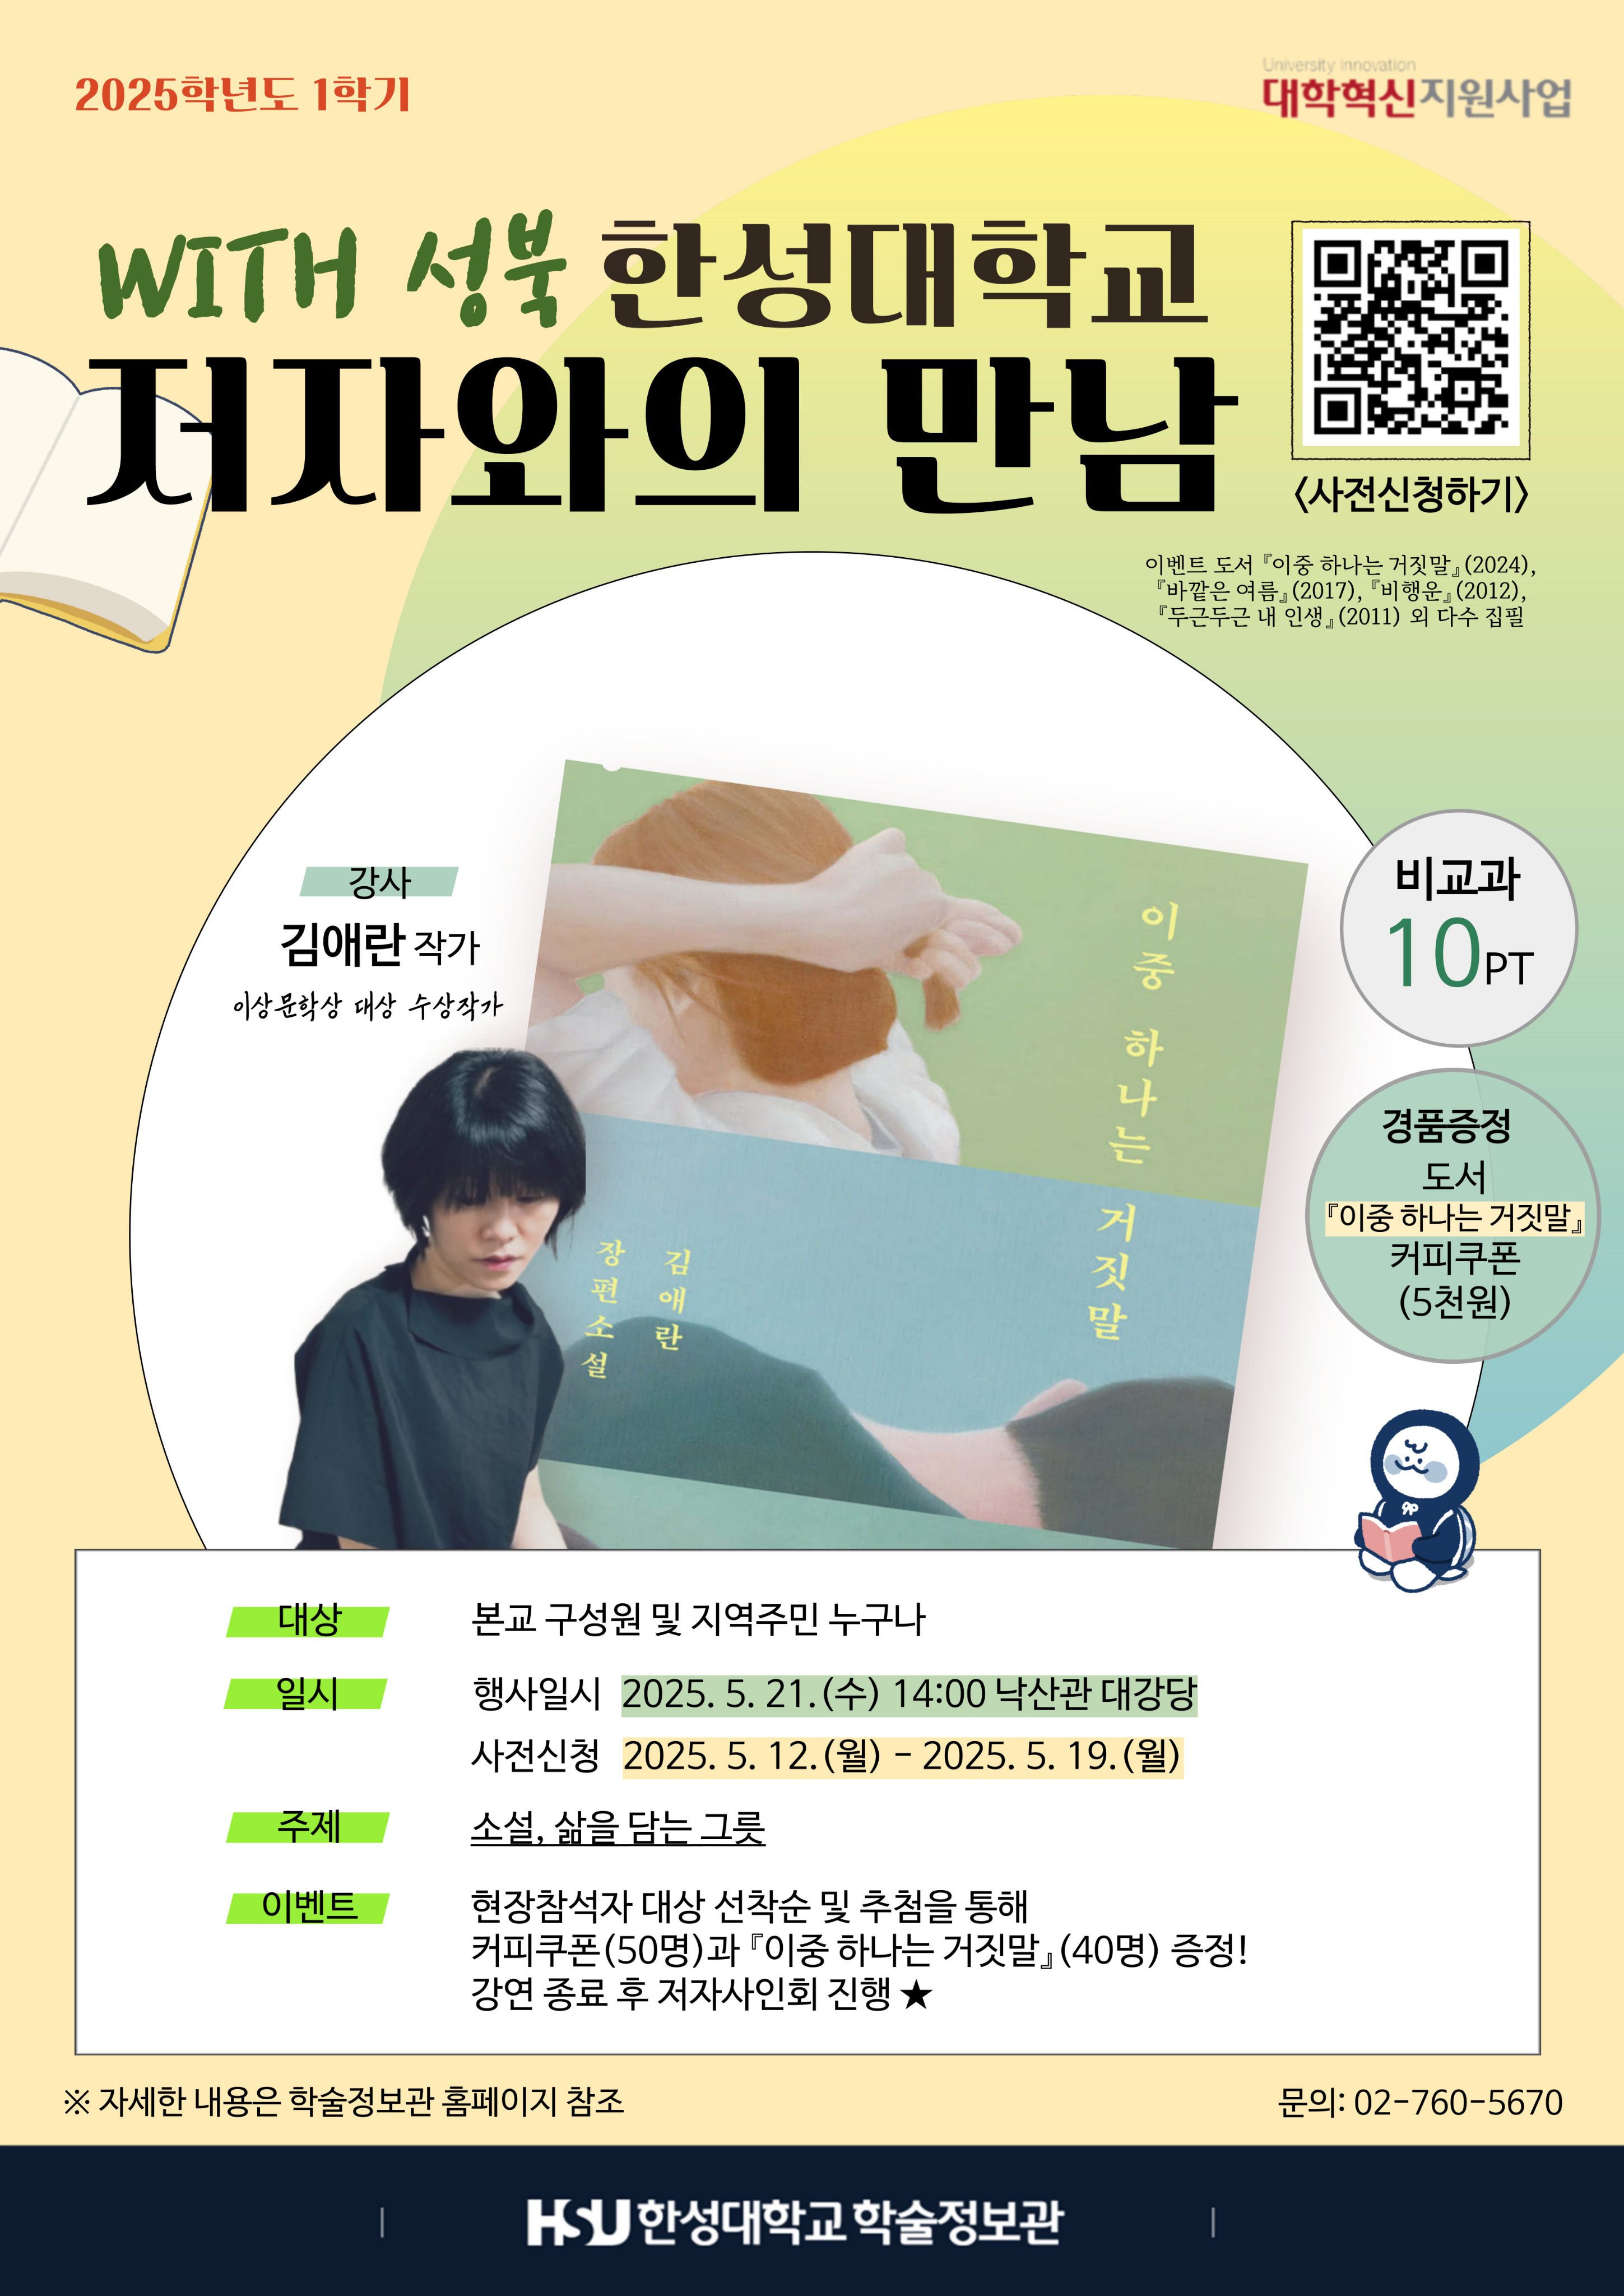 2025학년도 1학기
University innovation
대학혁신지원사업
WITH 성북 한성대학교
저자와의 만남
<사전신청하기>
이벤트 도서『이중 하나는 거짓말』(2024),
『바깥은 여름』(2017),『비행운』(2012),
『두근두근 내 인생』(2011) 외 다수 집필
강사
김애란 작가
이상문학상 대상 수상작가
이중 하나는 거짓말
김애란
장편소설
비교과
10PT
경품증정
도서
『이중 하나는 거짓말』
커피쿠폰
(5천원)
대상 본교 구성원 및 지역주민 누구나
일시 행사일시 2025. 5. 21.(수) 14:00 낙산관 대강당
사전신청 2025. 5. 12.(월) - 2025. 5. 19.(월)
주제 소설, 삶을 담는 그릇
이벤트 현장참석자 대상 선착순 및 추첨을 통해
커피쿠폰(50명)과『이중 하나는 거짓말』(40명) 증정!
강연 종료 후 저자사인회 진행 ★
※ 자세한 내용은 학술정보관 홈페이지 참조
문의: 02-760-5670
HSU 한성대학교 학술정보관